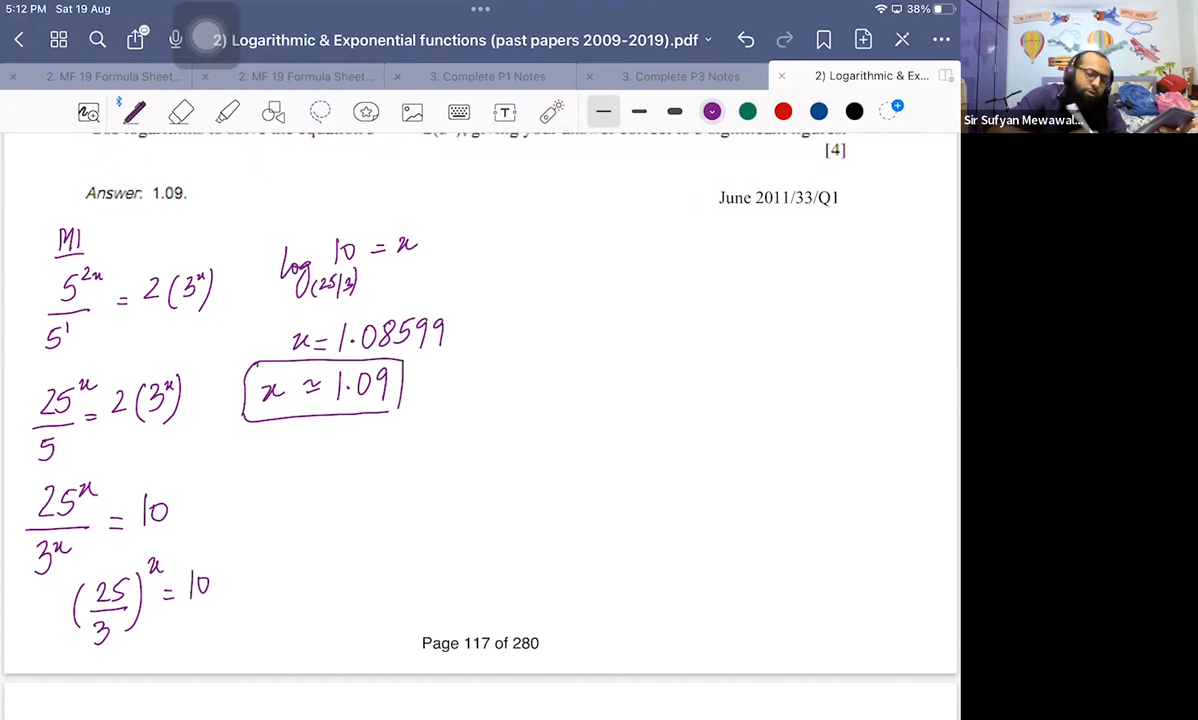 5:12 PM Sat 19 Aug
38%
2) Logarithmic & Exponential functions (past papers 2009-2019).pdf
2. MF 19 Formula Sheet...
2. MF 19 Formula Sheet...
3. Complete P1 Notes
3. Complete P3 Notes
2) Logarithmic & Ex...
Sir Sufyan Mewawal...
[4]
Answer: 1.09.
June 2011/33/Q1
M1
5^2x / 5^1 = 2(3^x)
25^x / 5 = 2(3^x)
25^x / 3^x = 10
(25/3)^x = 10
log_(25/3) 10 = x
x = 1.08599
x ≃ 1.09
Page 117 of 280